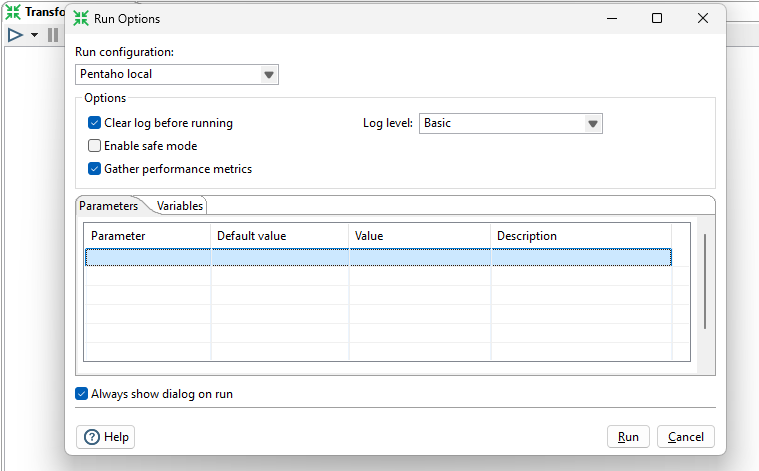 Transfor
Run Options
Run configuration:
Pentaho local
Options
Clear log before running
Log level: Basic
Enable safe mode
Gather performance metrics
Parameters Variables
Parameter Default value Value Description
Always show dialog on run
Help Run Cancel